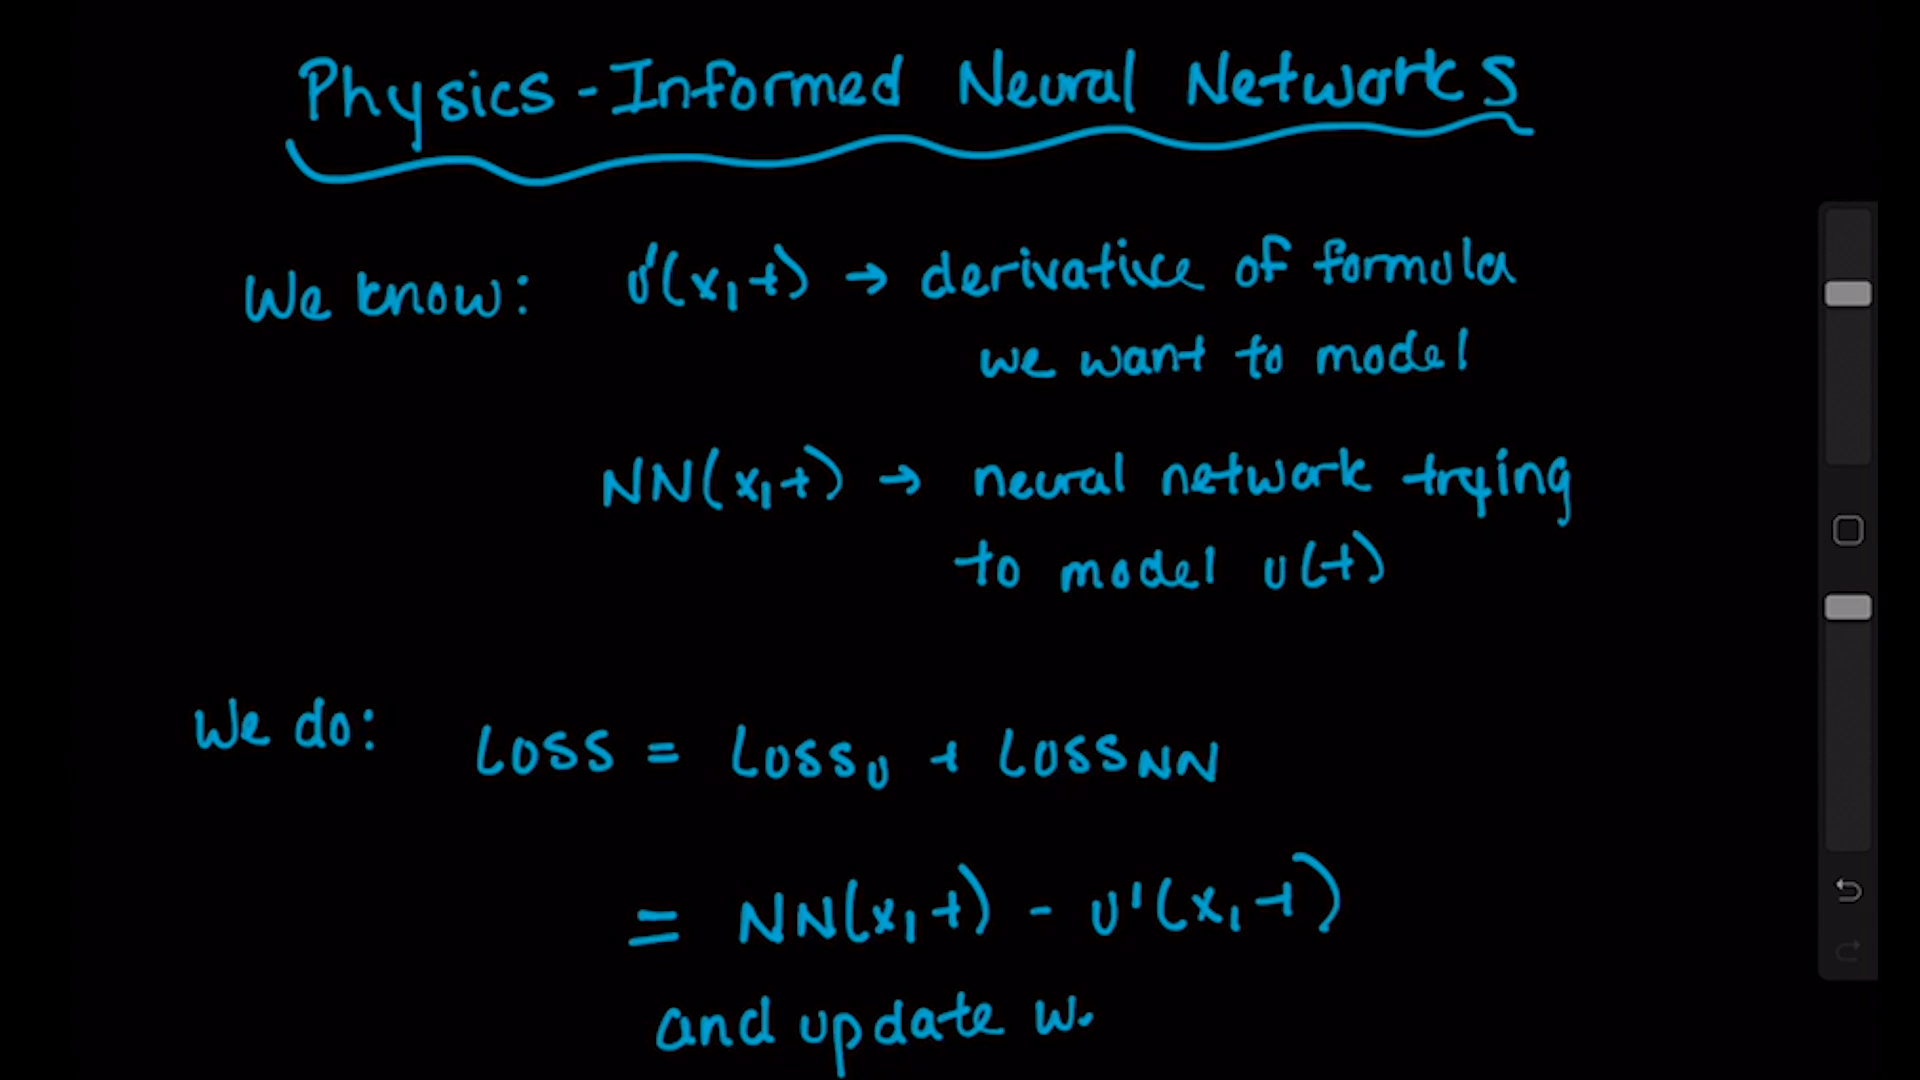 Physics-Informed Neural Networks
We know: u'(x,t) → derivative of formula
we want to model
NN(x,t) → neural network trying
to model u(t)
We do: LOSS = LOSS_U + LOSS_NN
= NN(x,t) - u'(x,t)
and update w